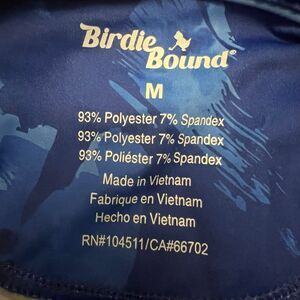 Birdie
Bound®
M
93% Polyester 7% Spandex
93% Polyester 7% Spandex
93% Poliéster 7% Spandex
Made in Vietnam
Fabrique en Vietnam
Hecho en Vietnam
RN#104511/CA#66702